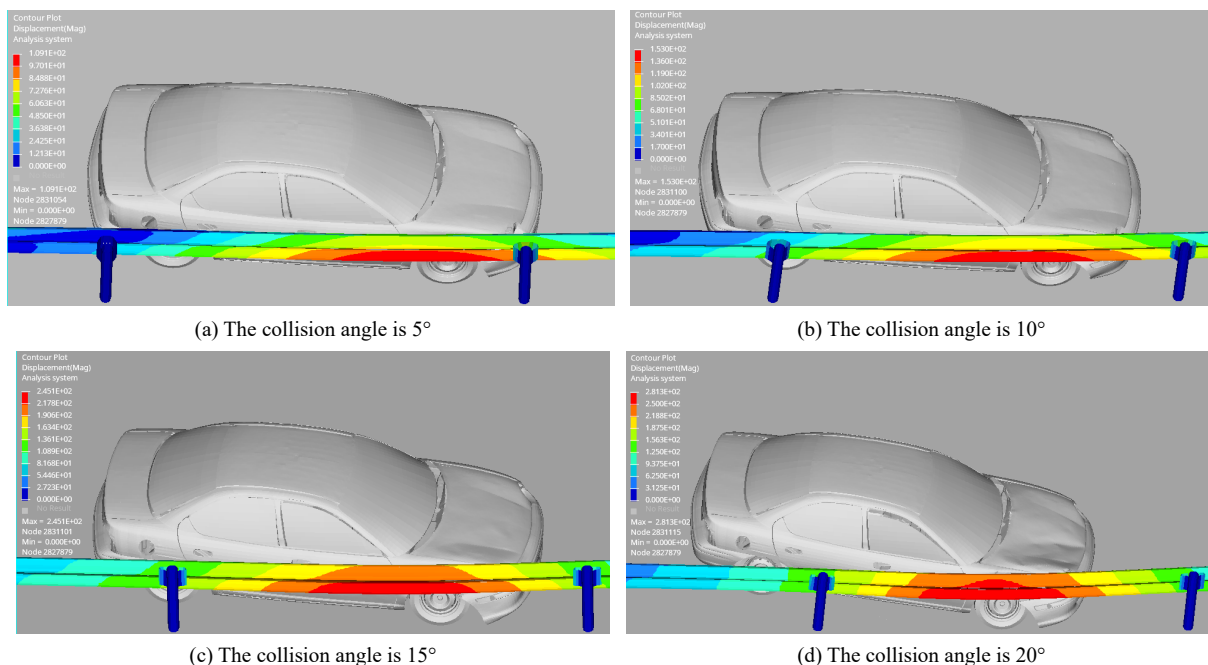 Contour Plot
Displacement(Mag)
Analysis system
1.091E+02
9.701E+01
8.488E+01
7.276E+01
6.063E+01
4.850E+01
3.638E+01
2.425E+01
1.213E+01
0.000E+00
Max = 1.091E+02
Node 2831054
Min = 0.000E+00
Node 2827879
(a) The collision angle is 5°
Contour Plot
Displacement(Mag)
Analysis system
1.530E+02
1.360E+02
1.190E+02
1.020E+02
8.502E+01
6.801E+01
5.101E+01
3.401E+01
1.700E+01
0.000E+00
No Result
Max = 1.530E+02
Node 2831100
Min = 0.000E+00
Node 2827879
(b) The collision angle is 10°
Contour Plot
Displacement(Mag)
Analysis system
2.451E+02
2.178E+02
1.906E+02
1.634E+02
1.361E+02
1.089E+02
8.168E+01
5.446E+01
2.723E+01
0.000E+00
No Result
Max = 2.451E+02
Node 2831101
Min = 0.000E+00
Node 2827879
(c) The collision angle is 15°
Contour Plot
Displacement(Mag)
Analysis system
2.813E+02
2.500E+02
2.188E+02
1.875E+02
1.563E+02
1.250E+02
9.375E+01
6.250E+01
3.125E+01
0.000E+00
No Result
Max = 2.813E+02
Node 2831115
Min = 0.000E+00
Node 2827879
(d) The collision angle is 20°